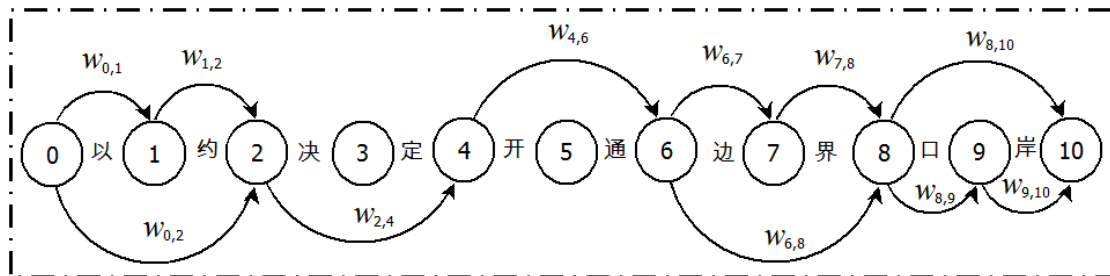 w0,1 w1,2 w4,6 w6,7 w7,8 w8,10
0 以 1 约 2 决 3 定 4 开 5 通 6 边 7 界 8 口 9 岸 10
w0,2 w2,4 w6,8 w8,9 w9,10